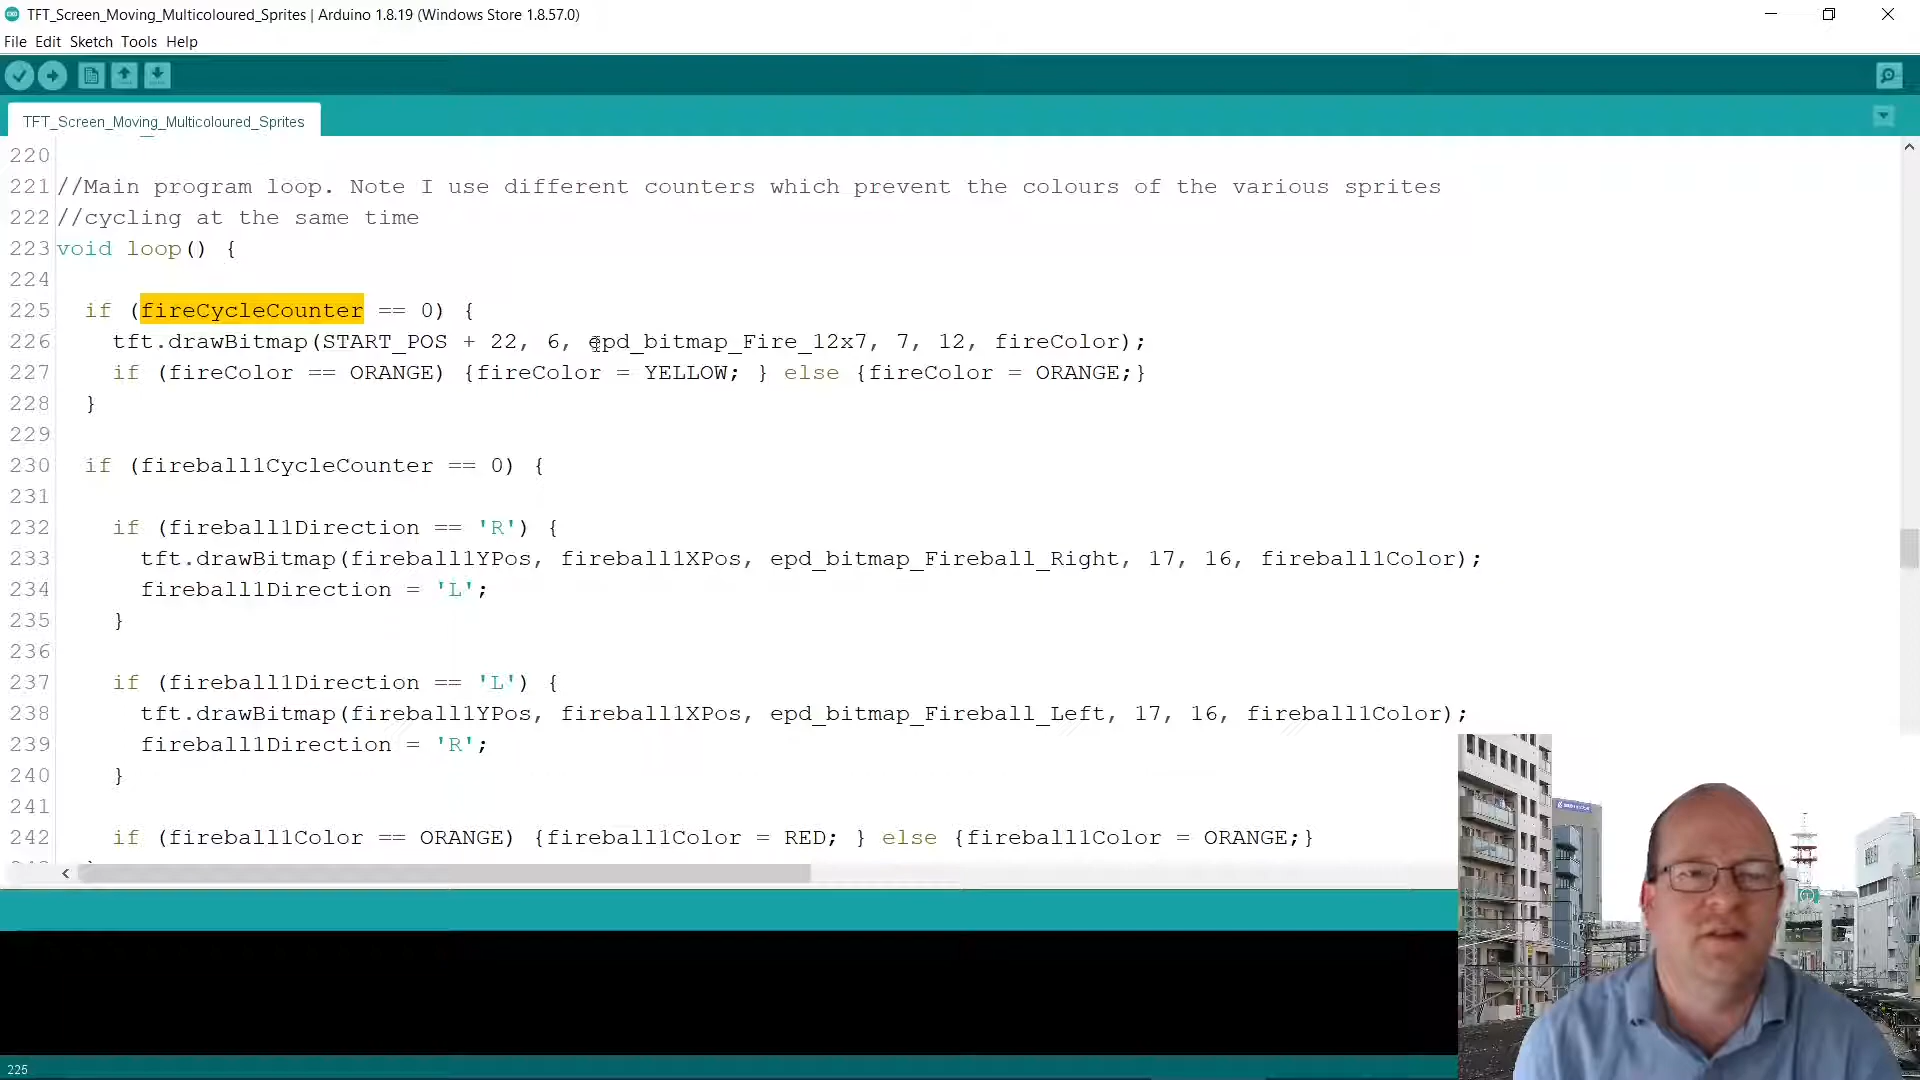 TFT_Screen_Moving_Multicoloured_Sprites | Arduino 1.8.19 (Windows Store 1.8.57.0)
File Edit Sketch Tools Help
TFT_Screen_Moving_Multicoloured_Sprites
220
221 //Main program loop. Note I use different counters which prevent the colours of the various sprites
222 //cycling at the same time
223 void loop() {
224
225 if (fireCycleCounter == 0) {
226 tft.drawBitmap(START_POS + 22, 6, epd_bitmap_Fire_12x7, 7, 12, fireColor);
227 if (fireColor == ORANGE) {fireColor = YELLOW; } else {fireColor = ORANGE;}
228 }
229
230 if (fireball1CycleCounter == 0) {
231
232 if (fireball1Direction == 'R') {
233 tft.drawBitmap(fireball1YPos, fireball1XPos, epd_bitmap_Fireball_Right, 17, 16, fireball1Color);
234 fireball1Direction = 'L';
235 }
236
237 if (fireball1Direction == 'L') {
238 tft.drawBitmap(fireball1YPos, fireball1XPos, epd_bitmap_Fireball_Left, 17, 16, fireball1Color);
239 fireball1Direction = 'R';
240 }
241
242 if (fireball1Color == ORANGE) {fireball1Color = RED; } else {fireball1Color = ORANGE;}
225